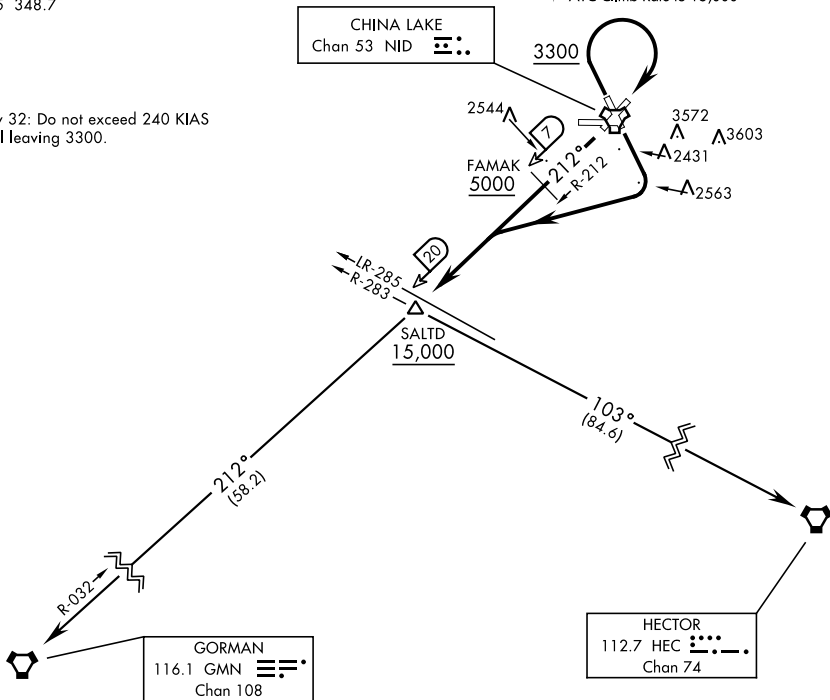 348.7
CHINA LAKE
Chan 53 NID
3300
y 32: Do not exceed 240 KIAS
l leaving 3300.
2544
7
3572
3603
2431
2563
FAMAK
5000
212°
R-212
20
LR-285
R-283
SALTD
15,000
103°
(84.6)
212°
(58.2)
R-032
GORMAN
116.1 GMN
Chan 108
HECTOR
112.7 HEC
Chan 74